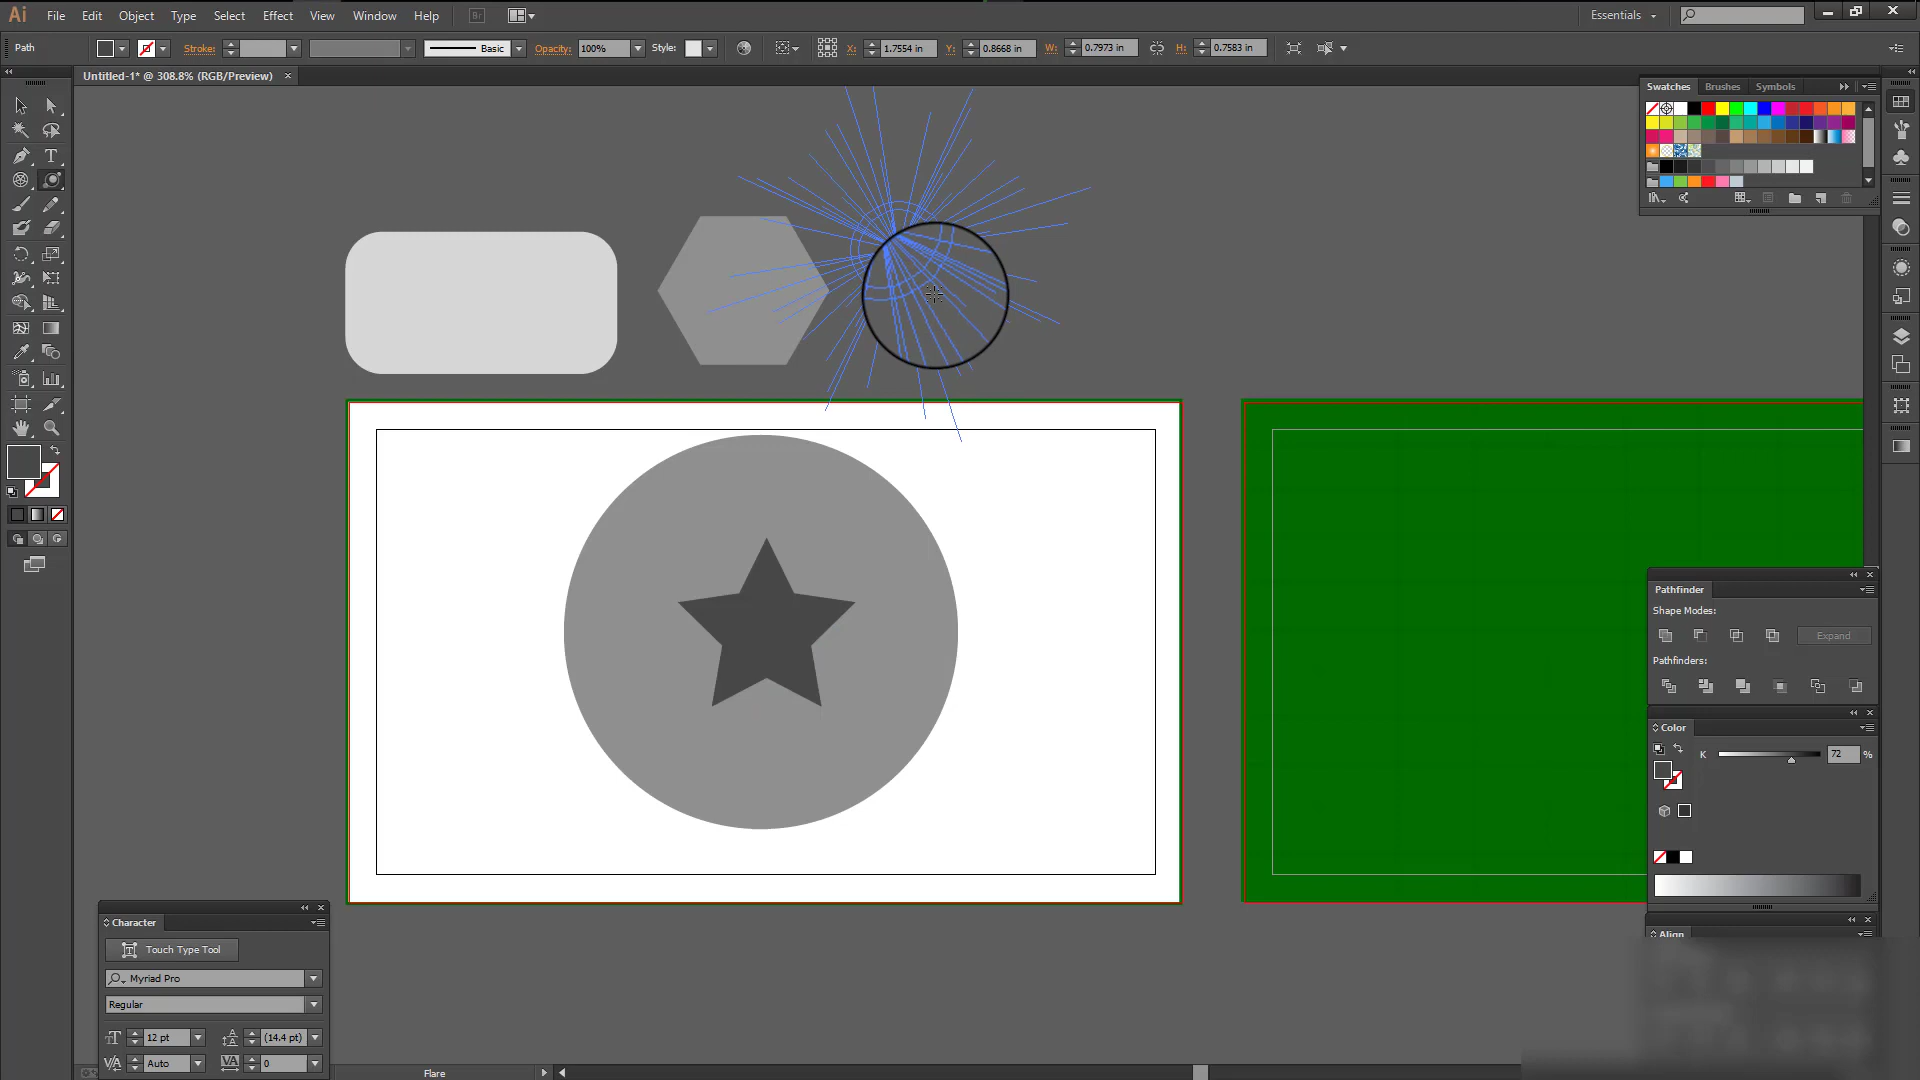 Ai File Edit Object Type Select Effect View Window Help Br Essentials
Path Stroke: Basic Opacity: 100% Style: X: 1.7554 in Y: 0.8668 in W: 0.7973 in H: 0.7583 in
Untitled-1* @ 308.8% (RGB/Preview)
Swatches Brushes Symbols
Pathfinder
Shape Modes:
Expand
Pathfinders:
Color
K 72 %
Align
Character
Touch Type Tool
Myriad Pro
Regular
12 pt (14.4 pt)
Auto 0
Flare